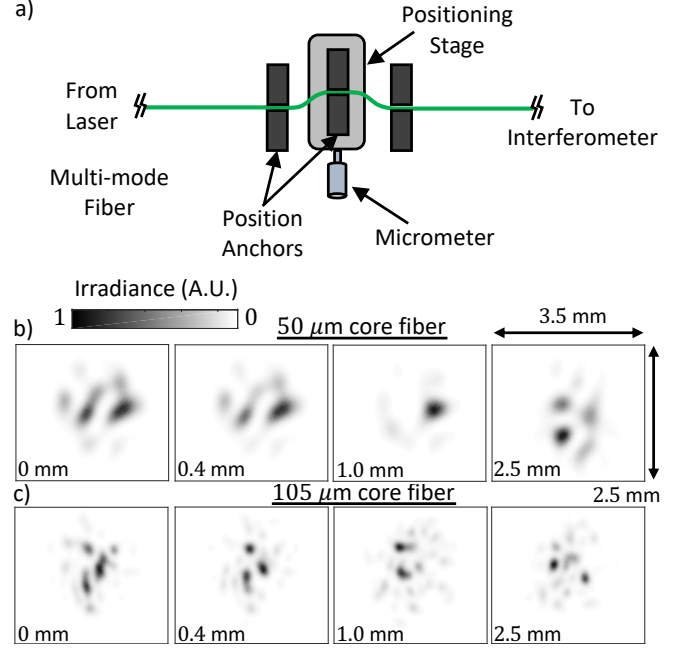 a)
Positioning
Stage
From
Laser
To
Interferometer
Multi-mode
Fiber
Position
Anchors
Micrometer
Irradiance (A.U.)
1 0
b) 50 μm core fiber
3.5 mm
0 mm 0.4 mm 1.0 mm 2.5 mm
2.5 mm
c) 105 μm core fiber
0 mm 0.4 mm 1.0 mm 2.5 mm